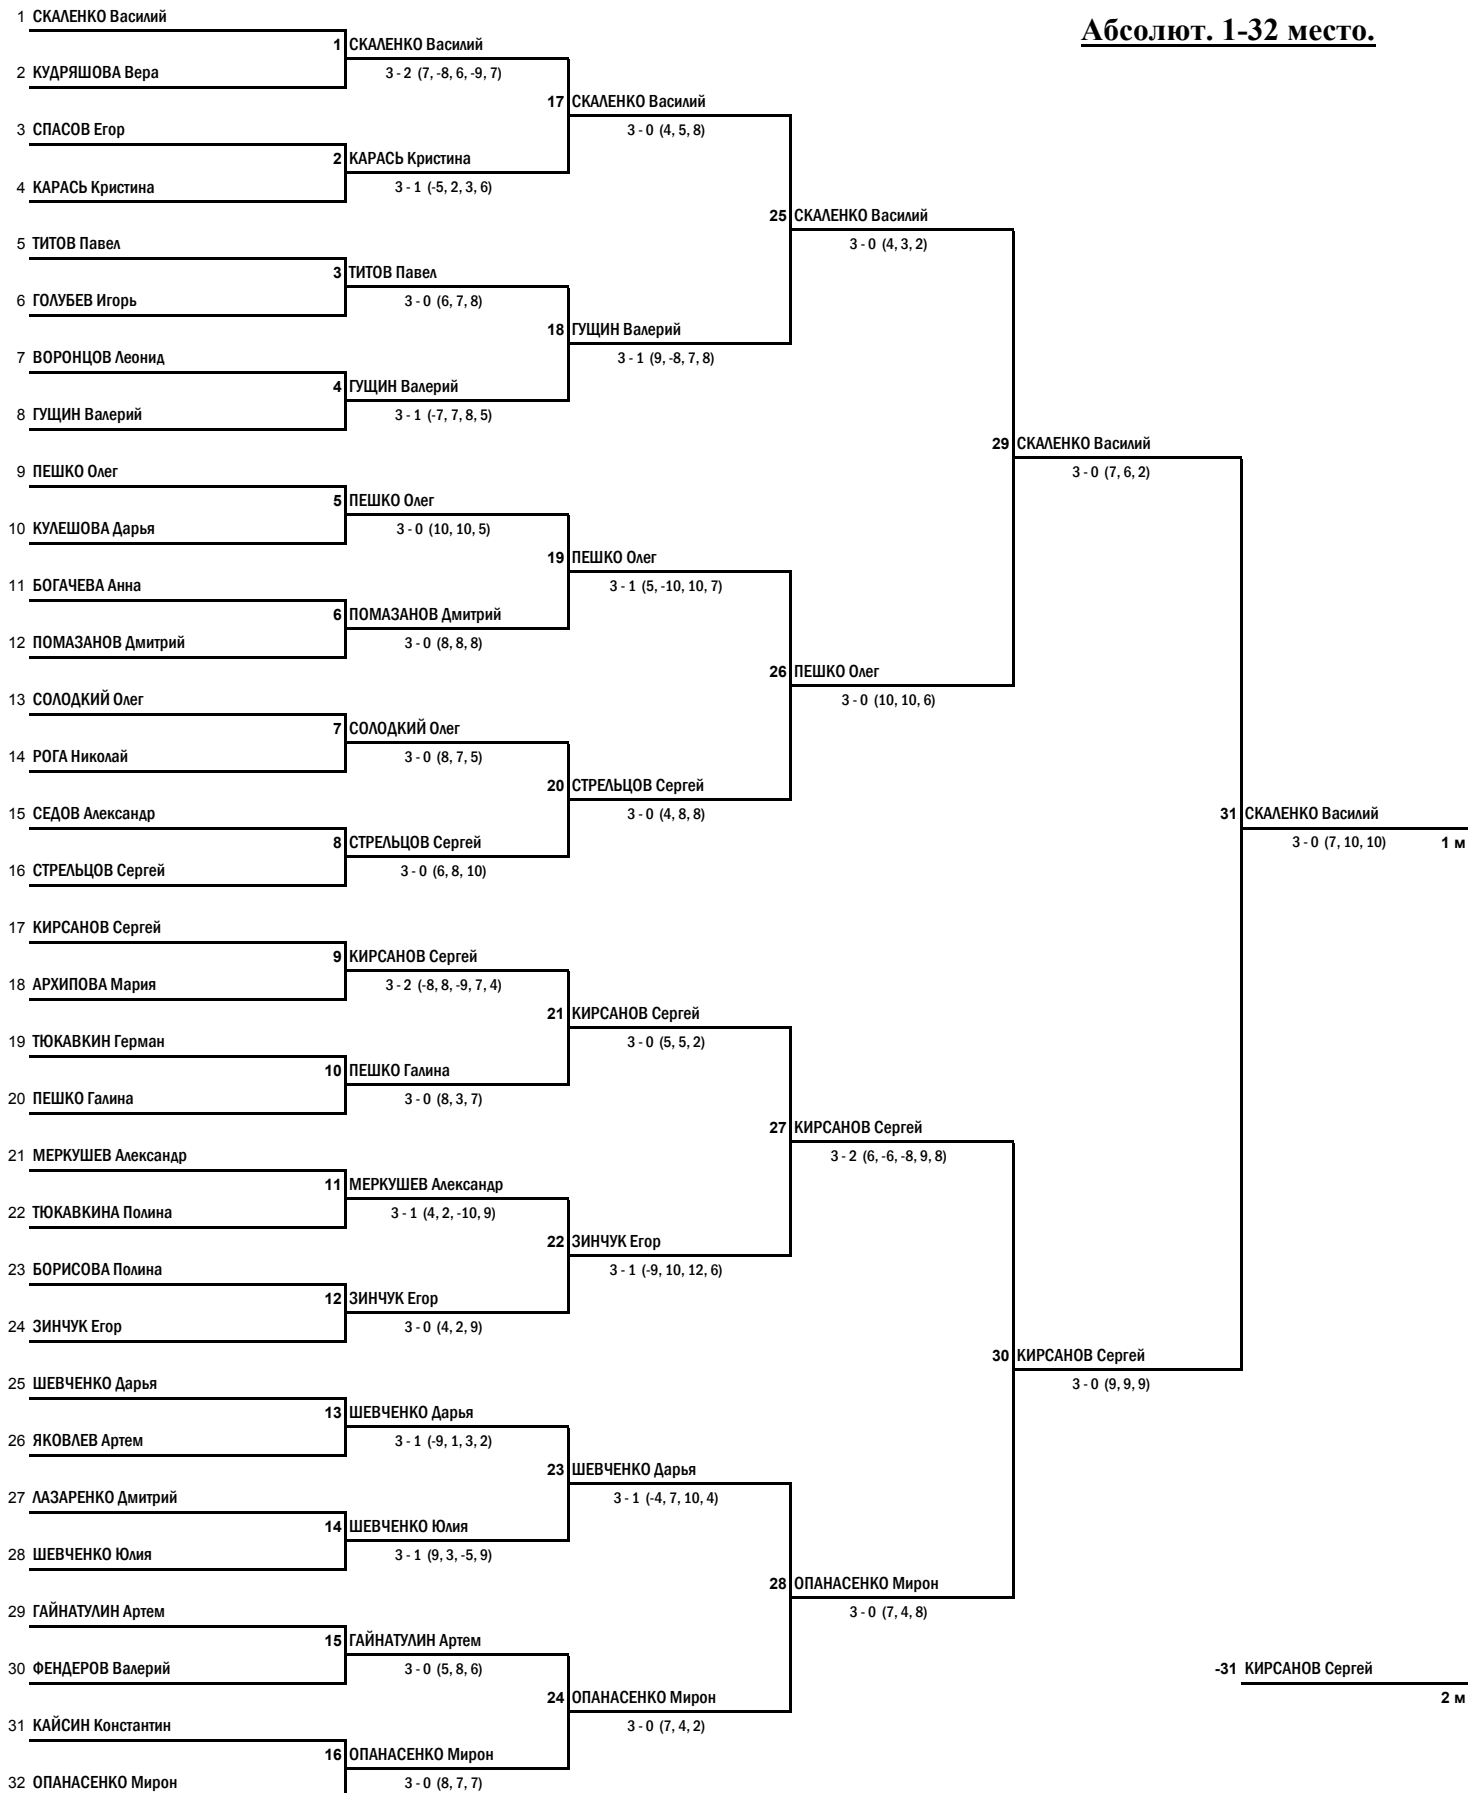 Абсолют. 1-32 место.
1 СКАЛЕНКО Василий
1 СКАЛЕНКО Василий
2 КУДРЯШОВА Вера
3 - 2 (7, -8, 6, -9, 7)
17 СКАЛЕНКО Василий
3 СПАСОВ Егор
3 - 0 (4, 5, 8)
2 КАРАСЬ Кристина
4 КАРАСЬ Кристина
3 - 1 (-5, 2, 3, 6)
25 СКАЛЕНКО Василий
5 ТИТОВ Павел
3 - 0 (4, 3, 2)
3 ТИТОВ Павел
6 ГОЛУБЕВ Игорь
3 - 0 (6, 7, 8)
18 ГУЩИН Валерий
7 ВОРОНЦОВ Леонид
3 - 1 (9, -8, 7, 8)
4 ГУЩИН Валерий
8 ГУЩИН Валерий
3 - 1 (-7, 7, 8, 5)
29 СКАЛЕНКО Василий
9 ПЕШКО Олег
3 - 0 (7, 6, 2)
5 ПЕШКО Олег
10 КУЛЕШОВА Дарья
3 - 0 (10, 10, 5)
19 ПЕШКО Олег
11 БОГАЧЕВА Анна
3 - 1 (5, -10, 10, 7)
6 ПОМАЗАНОВ Дмитрий
12 ПОМАЗАНОВ Дмитрий
3 - 0 (8, 8, 8)
26 ПЕШКО Олег
13 СОЛОДКИЙ Олег
3 - 0 (10, 10, 6)
7 СОЛОДКИЙ Олег
14 РОГА Николай
3 - 0 (8, 7, 5)
20 СТРЕЛЬЦОВ Сергей
15 СЕДОВ Александр
3 - 0 (4, 8, 8)
31 СКАЛЕНКО Василий
8 СТРЕЛЬЦОВ Сергей
3 - 0 (7, 10, 10) 1 м
16 СТРЕЛЬЦОВ Сергей
3 - 0 (6, 8, 10)
17 КИРСАНОВ Сергей
9 КИРСАНОВ Сергей
18 АРХИПОВА Мария
3 - 2 (-8, 8, -9, 7, 4)
21 КИРСАНОВ Сергей
19 ТЮКАВКИН Герман
3 - 0 (5, 5, 2)
10 ПЕШКО Галина
20 ПЕШКО Галина
3 - 0 (8, 3, 7)
27 КИРСАНОВ Сергей
21 МЕРКУШЕВ Александр
3 - 2 (6, -6, -8, 9, 8)
11 МЕРКУШЕВ Александр
22 ТЮКАВКИНА Полина
3 - 1 (4, 2, -10, 9)
22 ЗИНЧУК Егор
23 БОРИСОВА Полина
3 - 1 (-9, 10, 12, 6)
12 ЗИНЧУК Егор
24 ЗИНЧУК Егор
3 - 0 (4, 2, 9)
30 КИРСАНОВ Сергей
25 ШЕВЧЕНКО Дарья
3 - 0 (9, 9, 9)
13 ШЕВЧЕНКО Дарья
26 ЯКОВЛЕВ Артем
3 - 1 (-9, 1, 3, 2)
23 ШЕВЧЕНКО Дарья
27 ЛАЗАРЕНКО Дмитрий
3 - 1 (-4, 7, 10, 4)
14 ШЕВЧЕНКО Юлия
28 ШЕВЧЕНКО Юлия
3 - 1 (9, 3, -5, 9)
28 ОПАНАСЕНКО Мирон
29 ГАЙНАТУЛИН Артем
3 - 0 (7, 4, 8)
15 ГАЙНАТУЛИН Артем
30 ФЕНДЕРОВ Валерий
3 - 0 (5, 8, 6)
-31 КИРСАНОВ Сергей
24 ОПАНАСЕНКО Мирон
2 м
31 КАЙСИН Константин
3 - 0 (7, 4, 2)
16 ОПАНАСЕНКО Мирон
32 ОПАНАСЕНКО Мирон
3 - 0 (8, 7, 7)